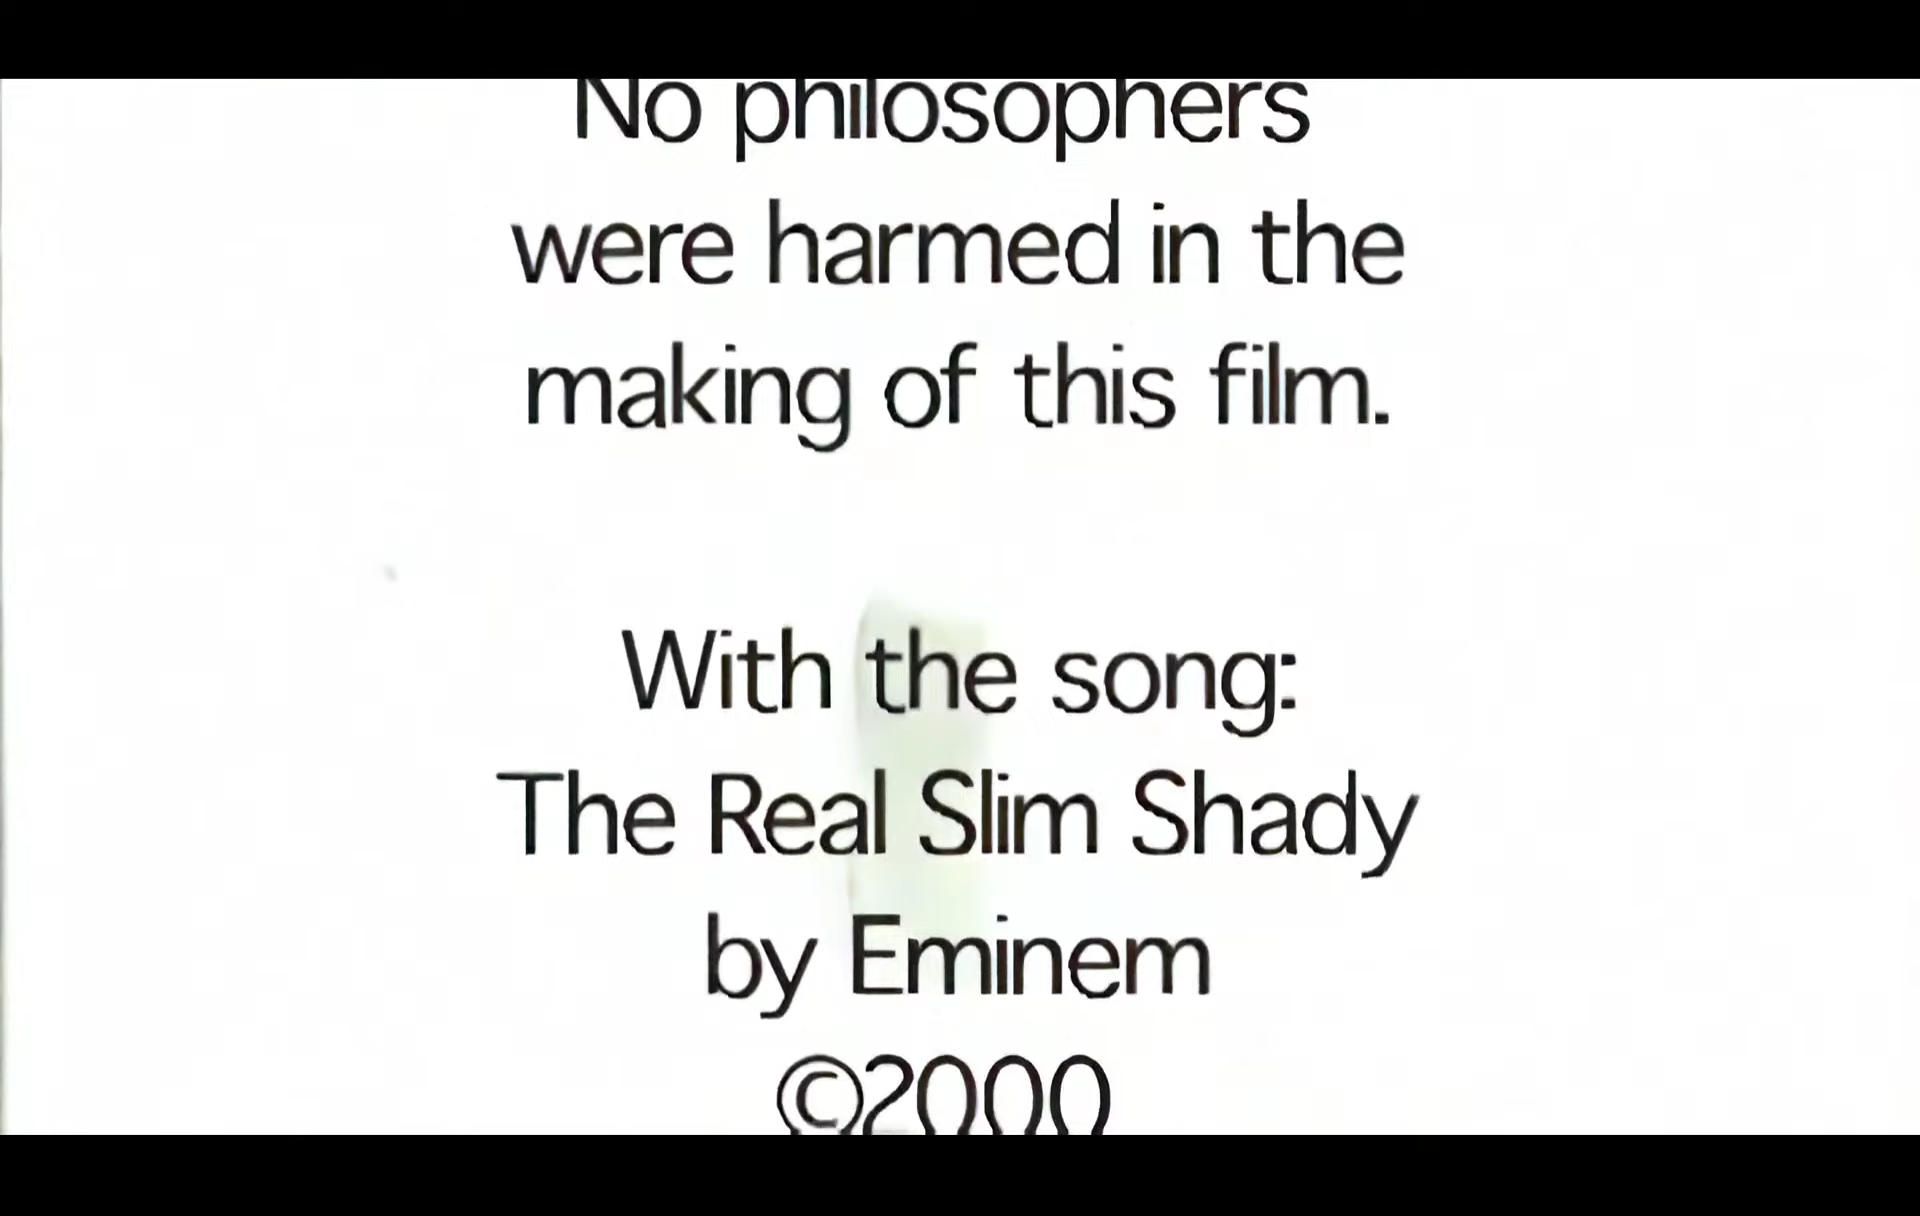 No philosophers
were harmed in the
making of this film.
With the song:
The Real Slim Shady
by Eminem
©2000